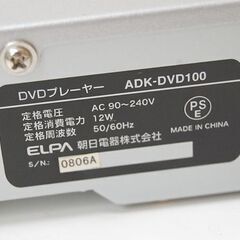 DVDプレーヤー ADK-DVD100
定格電圧 AC 90~240V
定格消費電力 12W
定格周波数 50/60Hz
PSE
MADE IN CHINA
ELPA 朝日電器株式会社
S/N: 0806A